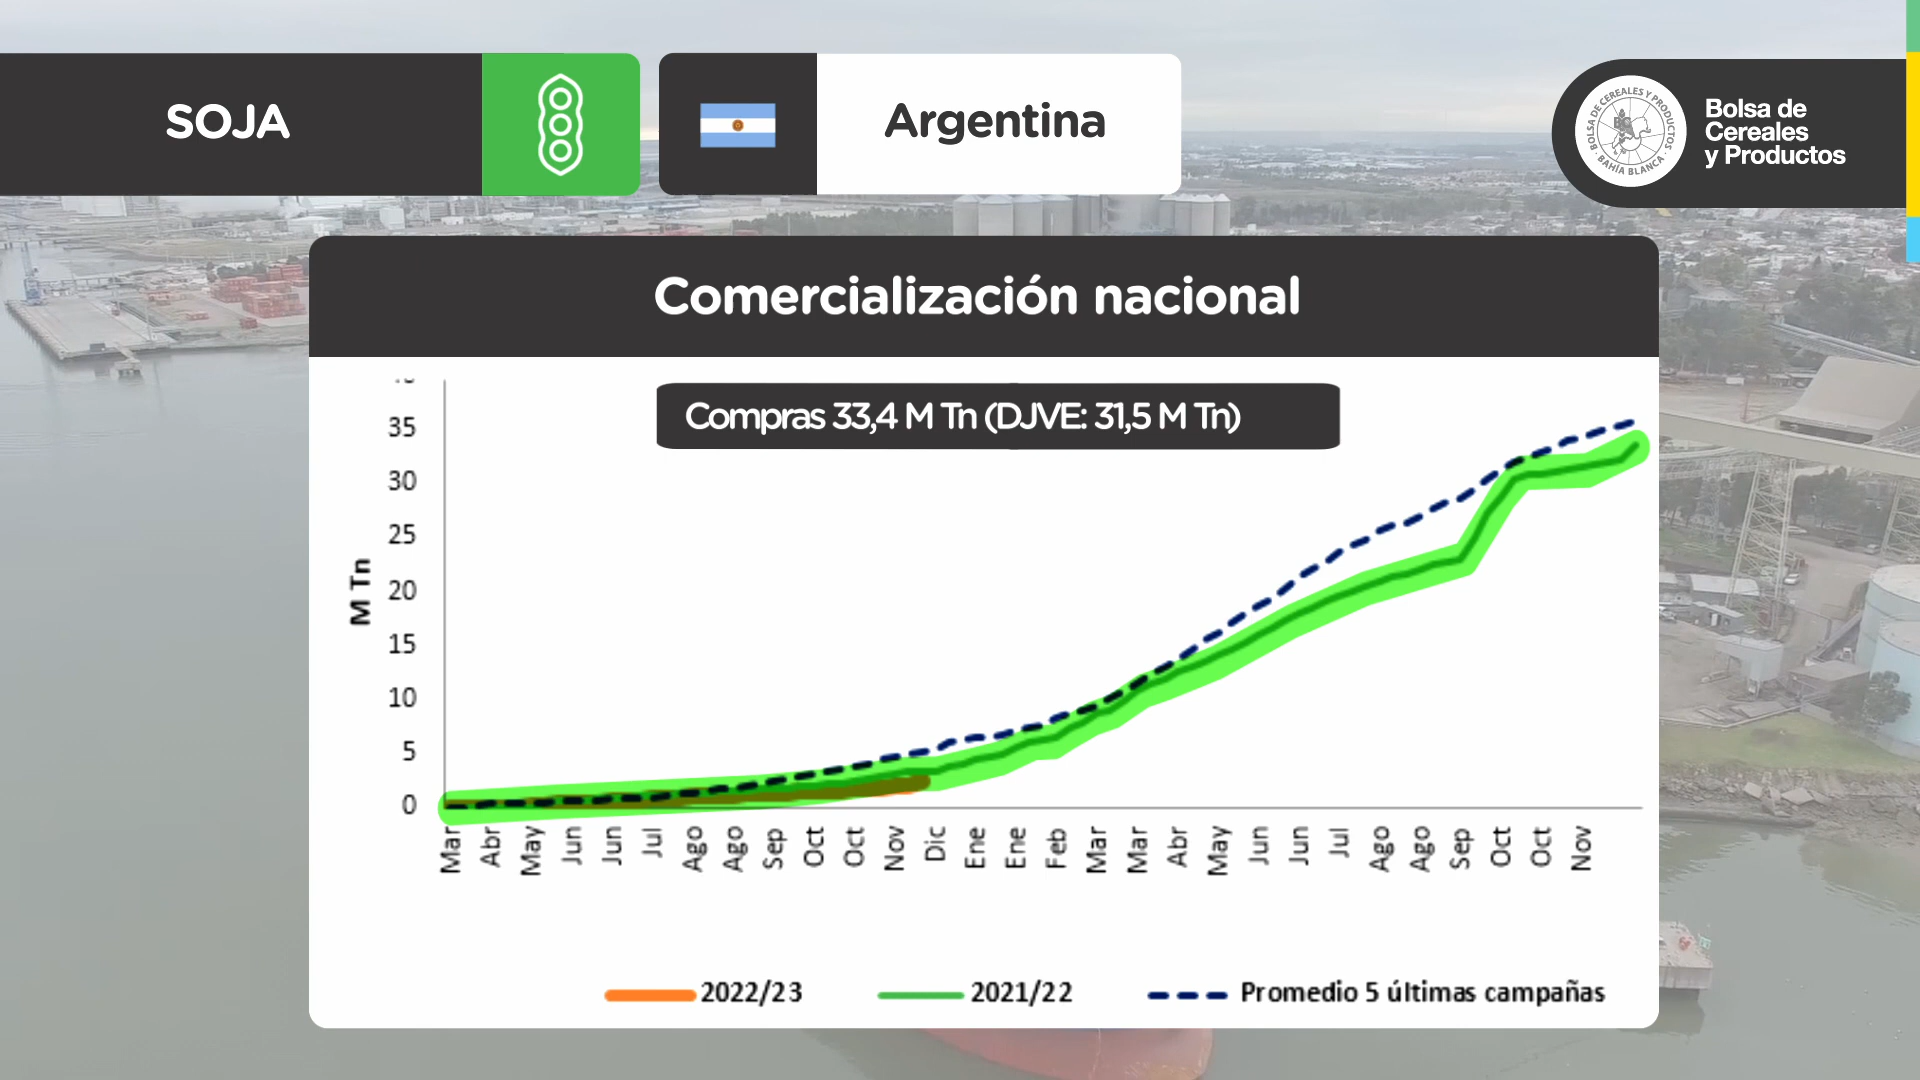 SOJA
Argentina
BOLSA DE CEREALES Y PRODUCTOS
BAHÍA BLANCA
Bolsa de
Cereales
y Productos
Comercialización nacional
Compras 33,4 M Tn (DJVE: 31,5 M Tn)
M Tn
35
30
25
20
15
10
5
0
Mar Abr May Jun Jun Jul Ago Ago Sep Oct Oct Nov Dic Ene Ene Feb Mar Mar Abr May Jun Jun Jul Ago Ago Sep Oct Oct Nov
2022/23 2021/22 Promedio 5 últimas campañas